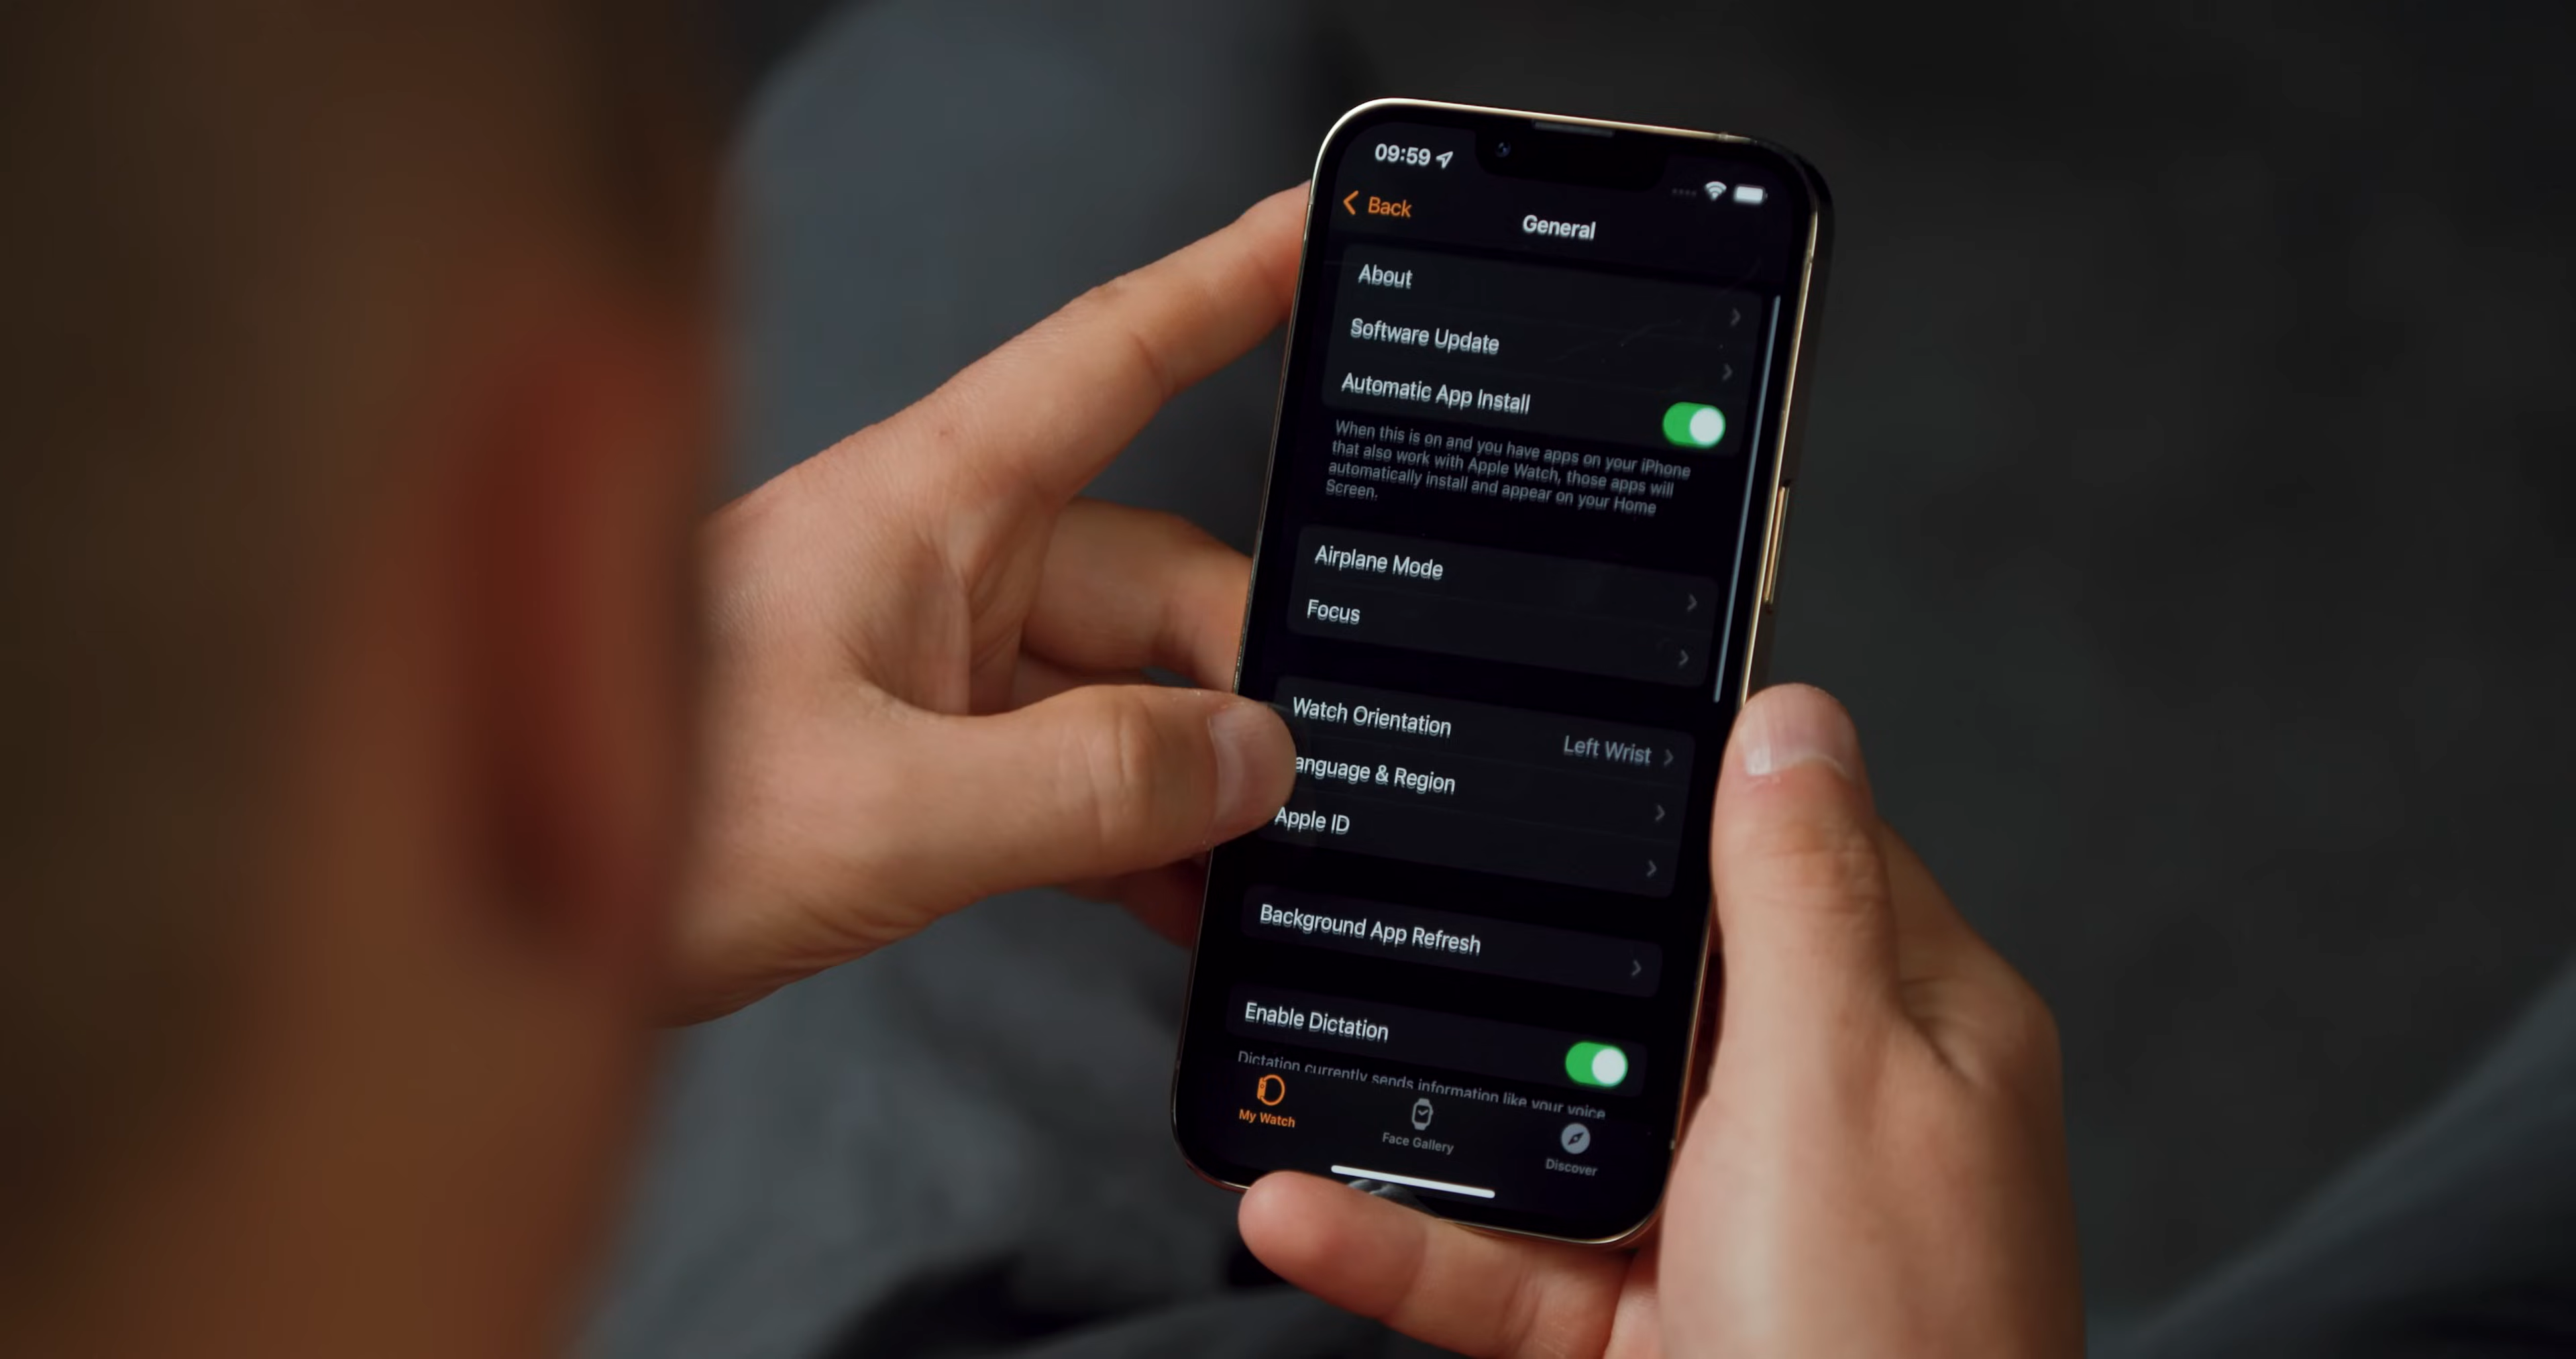 09:59
Back
General
About
Software Update
Automatic App Install
When this is on and you have apps on your iPhone
that also work with Apple Watch, those apps will
automatically install and appear on your Home
Screen.
Airplane Mode
Focus
Watch Orientation
Left Wrist
anguage & Region
Apple ID
Background App Refresh
Enable Dictation
Dictation currently sends information like your voice
My Watch
Face Gallery
Discover